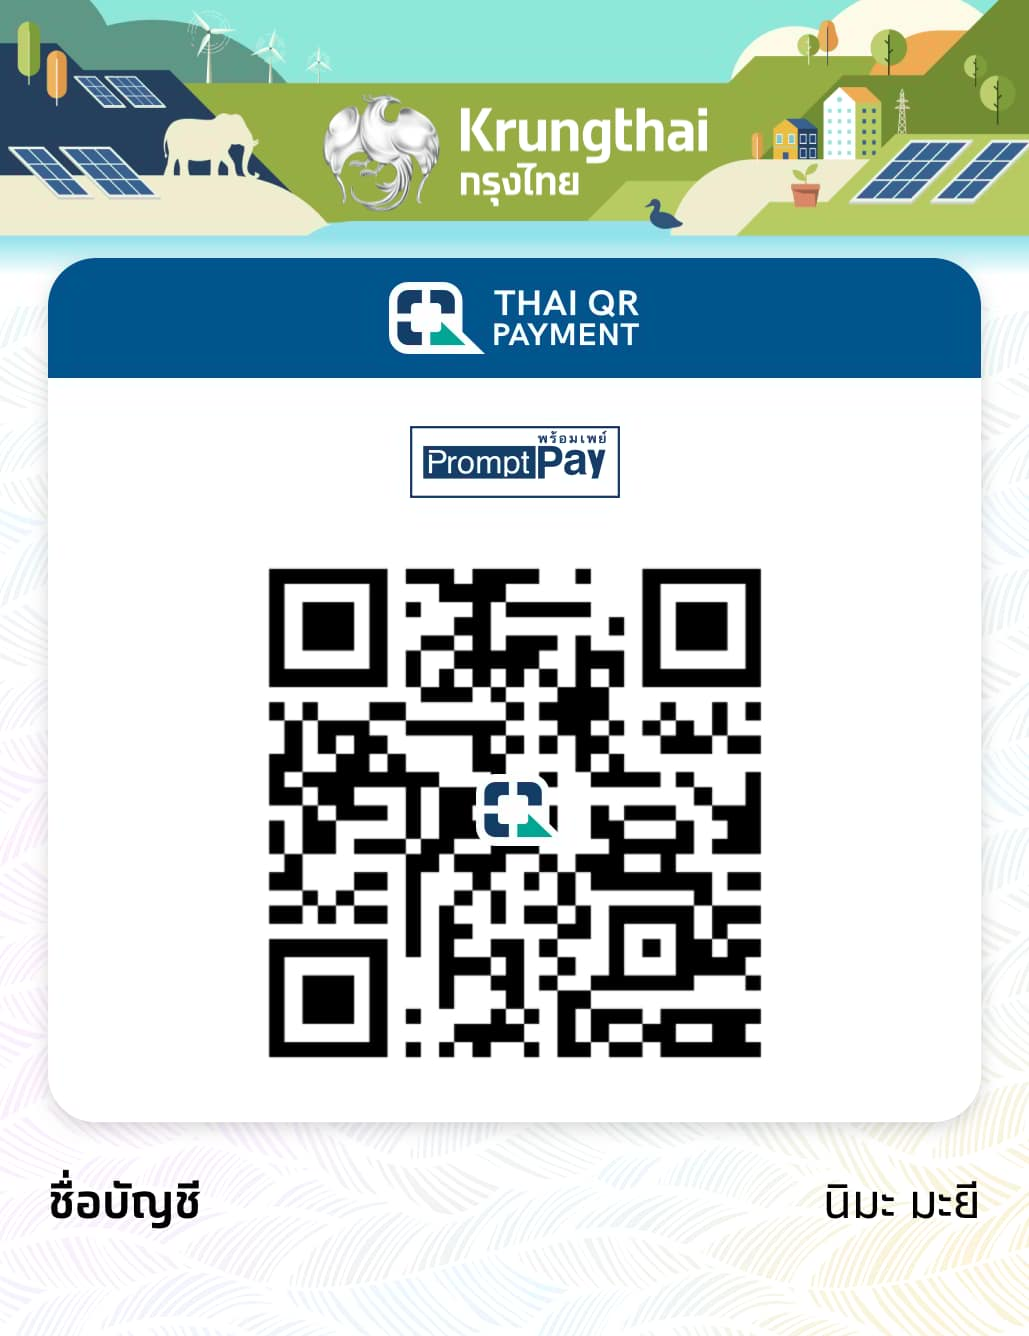 Krungthai
กรุงไทย
THAI QR
PAYMENT
พร้อมเพย์
PromptPay
ชื่อบัญชี นิมะ มะยี